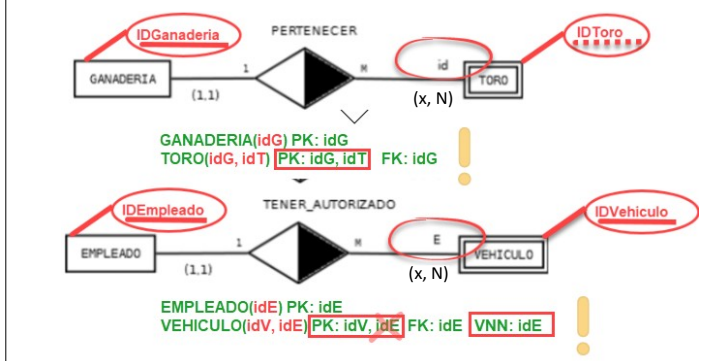 IDGanaderia
PERTENECER
IDToro
GANADERIA
1
M
id
TORO
(1,1)
(x, N)
GANADERIA(idG) PK: idG
TORO(idG, idT) PK: idG, idT FK: idG
IDEmpleado
TENER_AUTORIZADO
IDVehiculo
EMPLEADO
1
M
E
VEHICULO
(1,1)
(x, N)
EMPLEADO(idE) PK: idE
VEHICULO(idV, idE) PK: idV, idE FK: idE VNN: idE